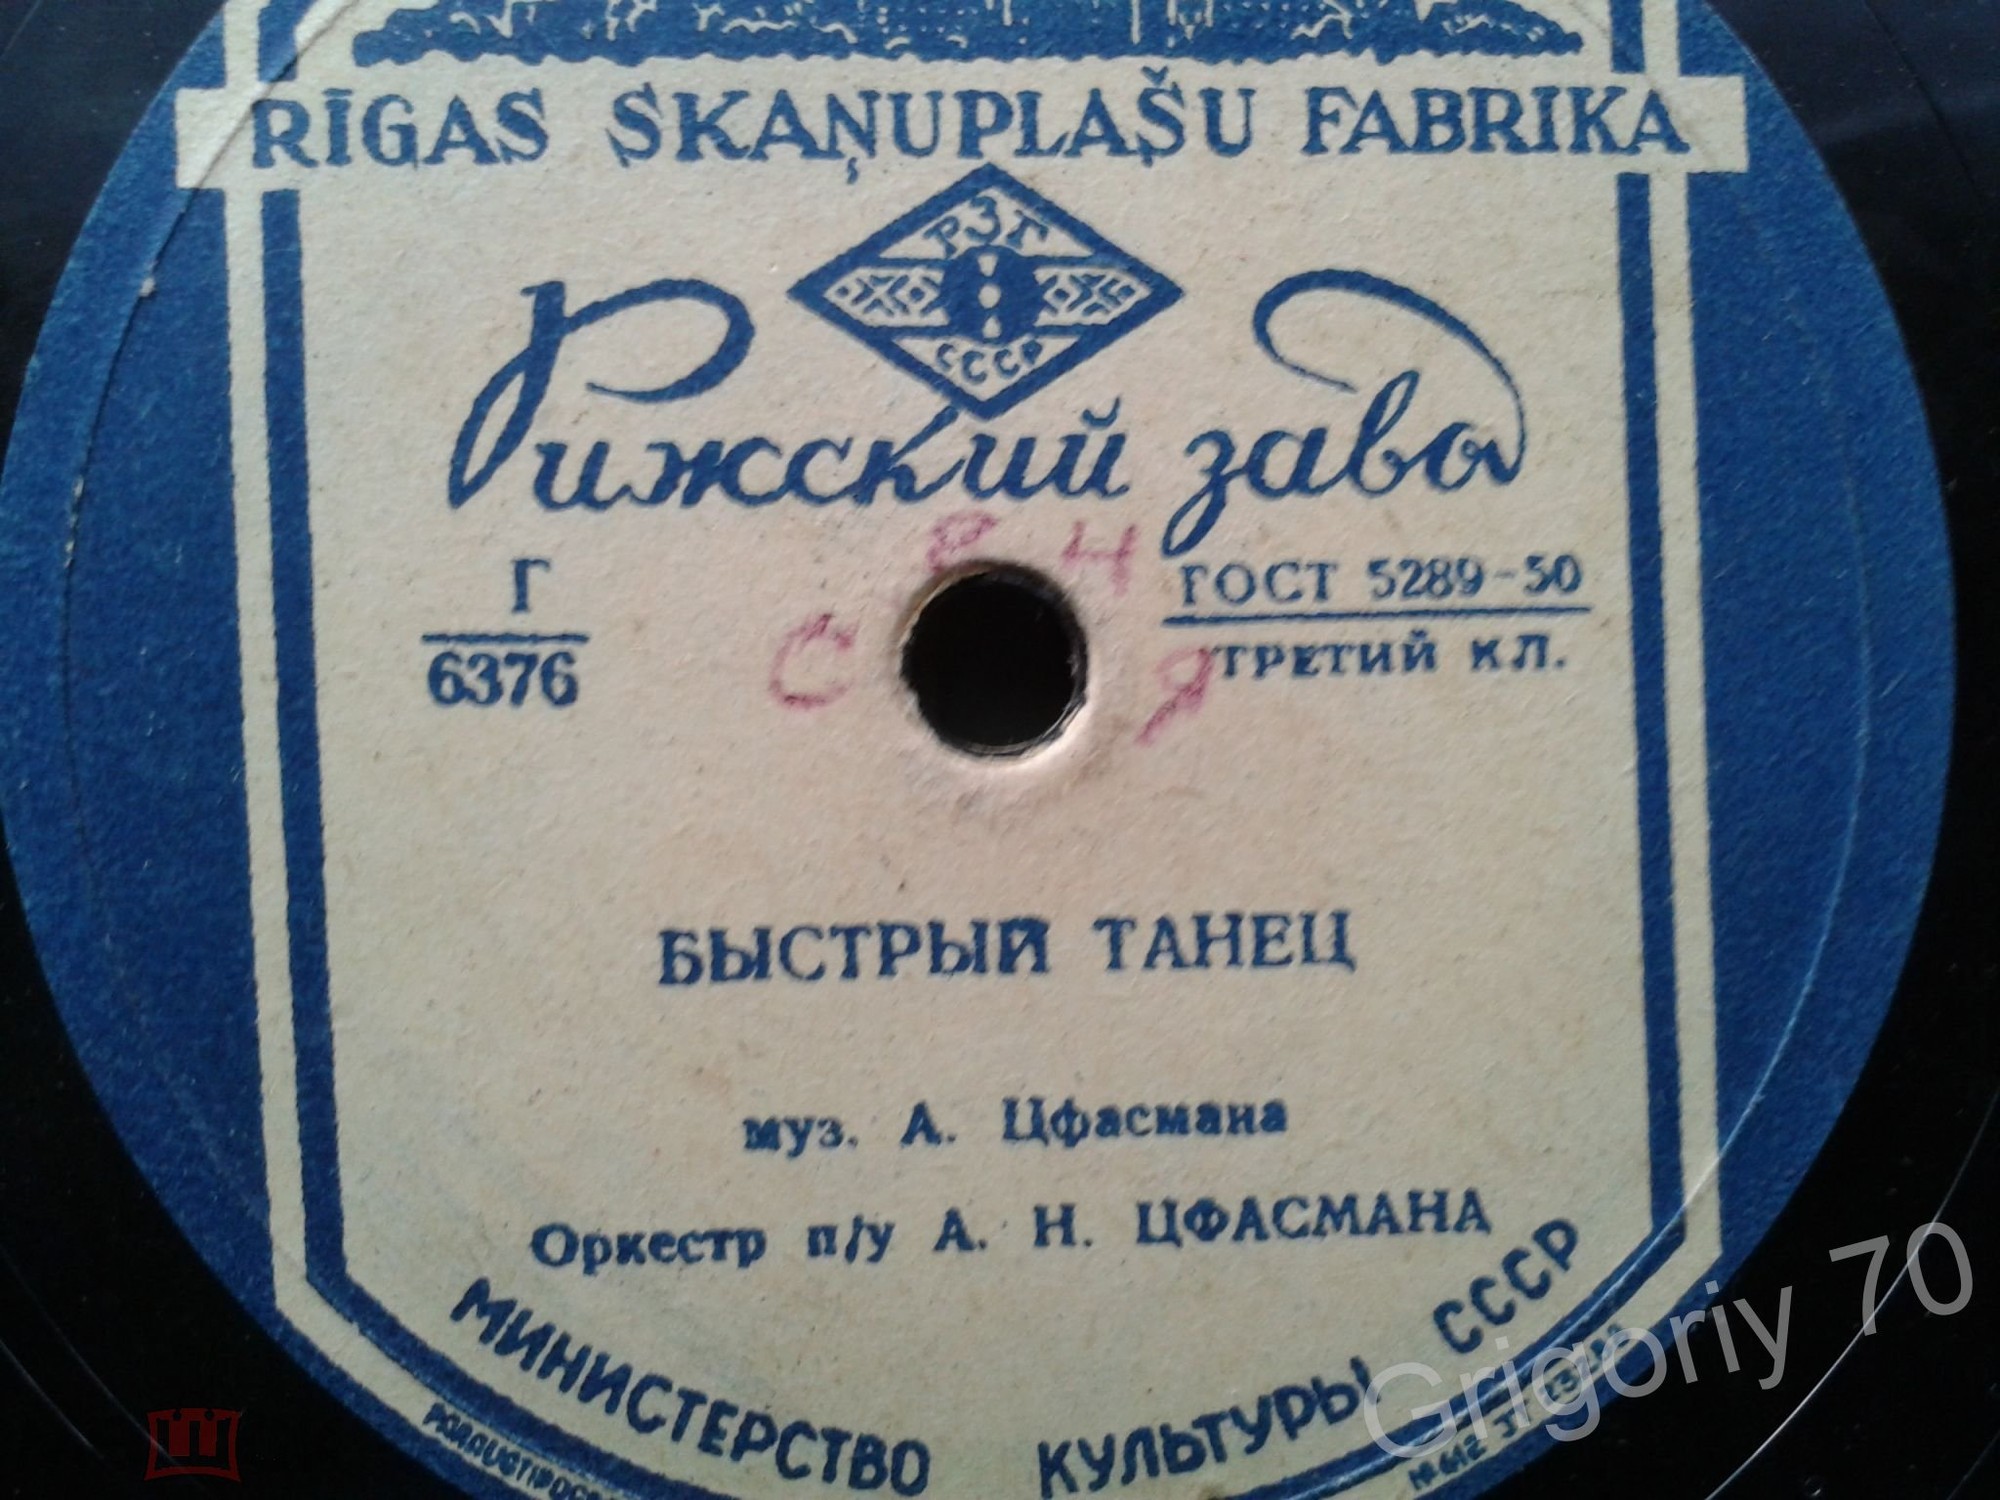 RĪGAS SKAŅUPLAŠU FABRIKA
РЗГ
СССР
Рижский завод
Г
6376
ГОСТ 5289-50
ТРЕТИЙ КЛ.
С Е Н Я
БЫСТРЫЙ ТАНЕЦ
муз. А. Цфасмана
Оркестр п/у А. Н. ЦФАСМАНА
МИНИСТЕРСТВО КУЛЬТУРЫ СССР
Grigoriy 70